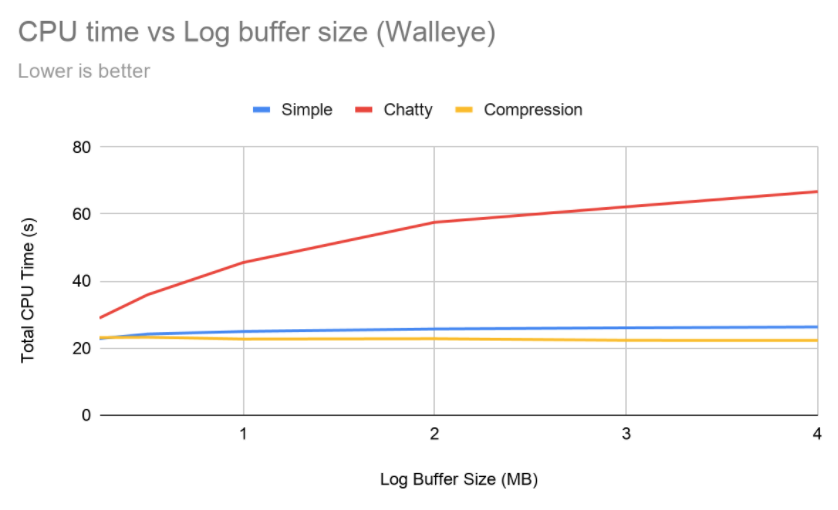 CPU time vs Log buffer size (Walleye)
Lower is better
Simple Chatty Compression
80
60
40
20
0
Total CPU Time (s)
1 2 3 4
Log Buffer Size (MB)